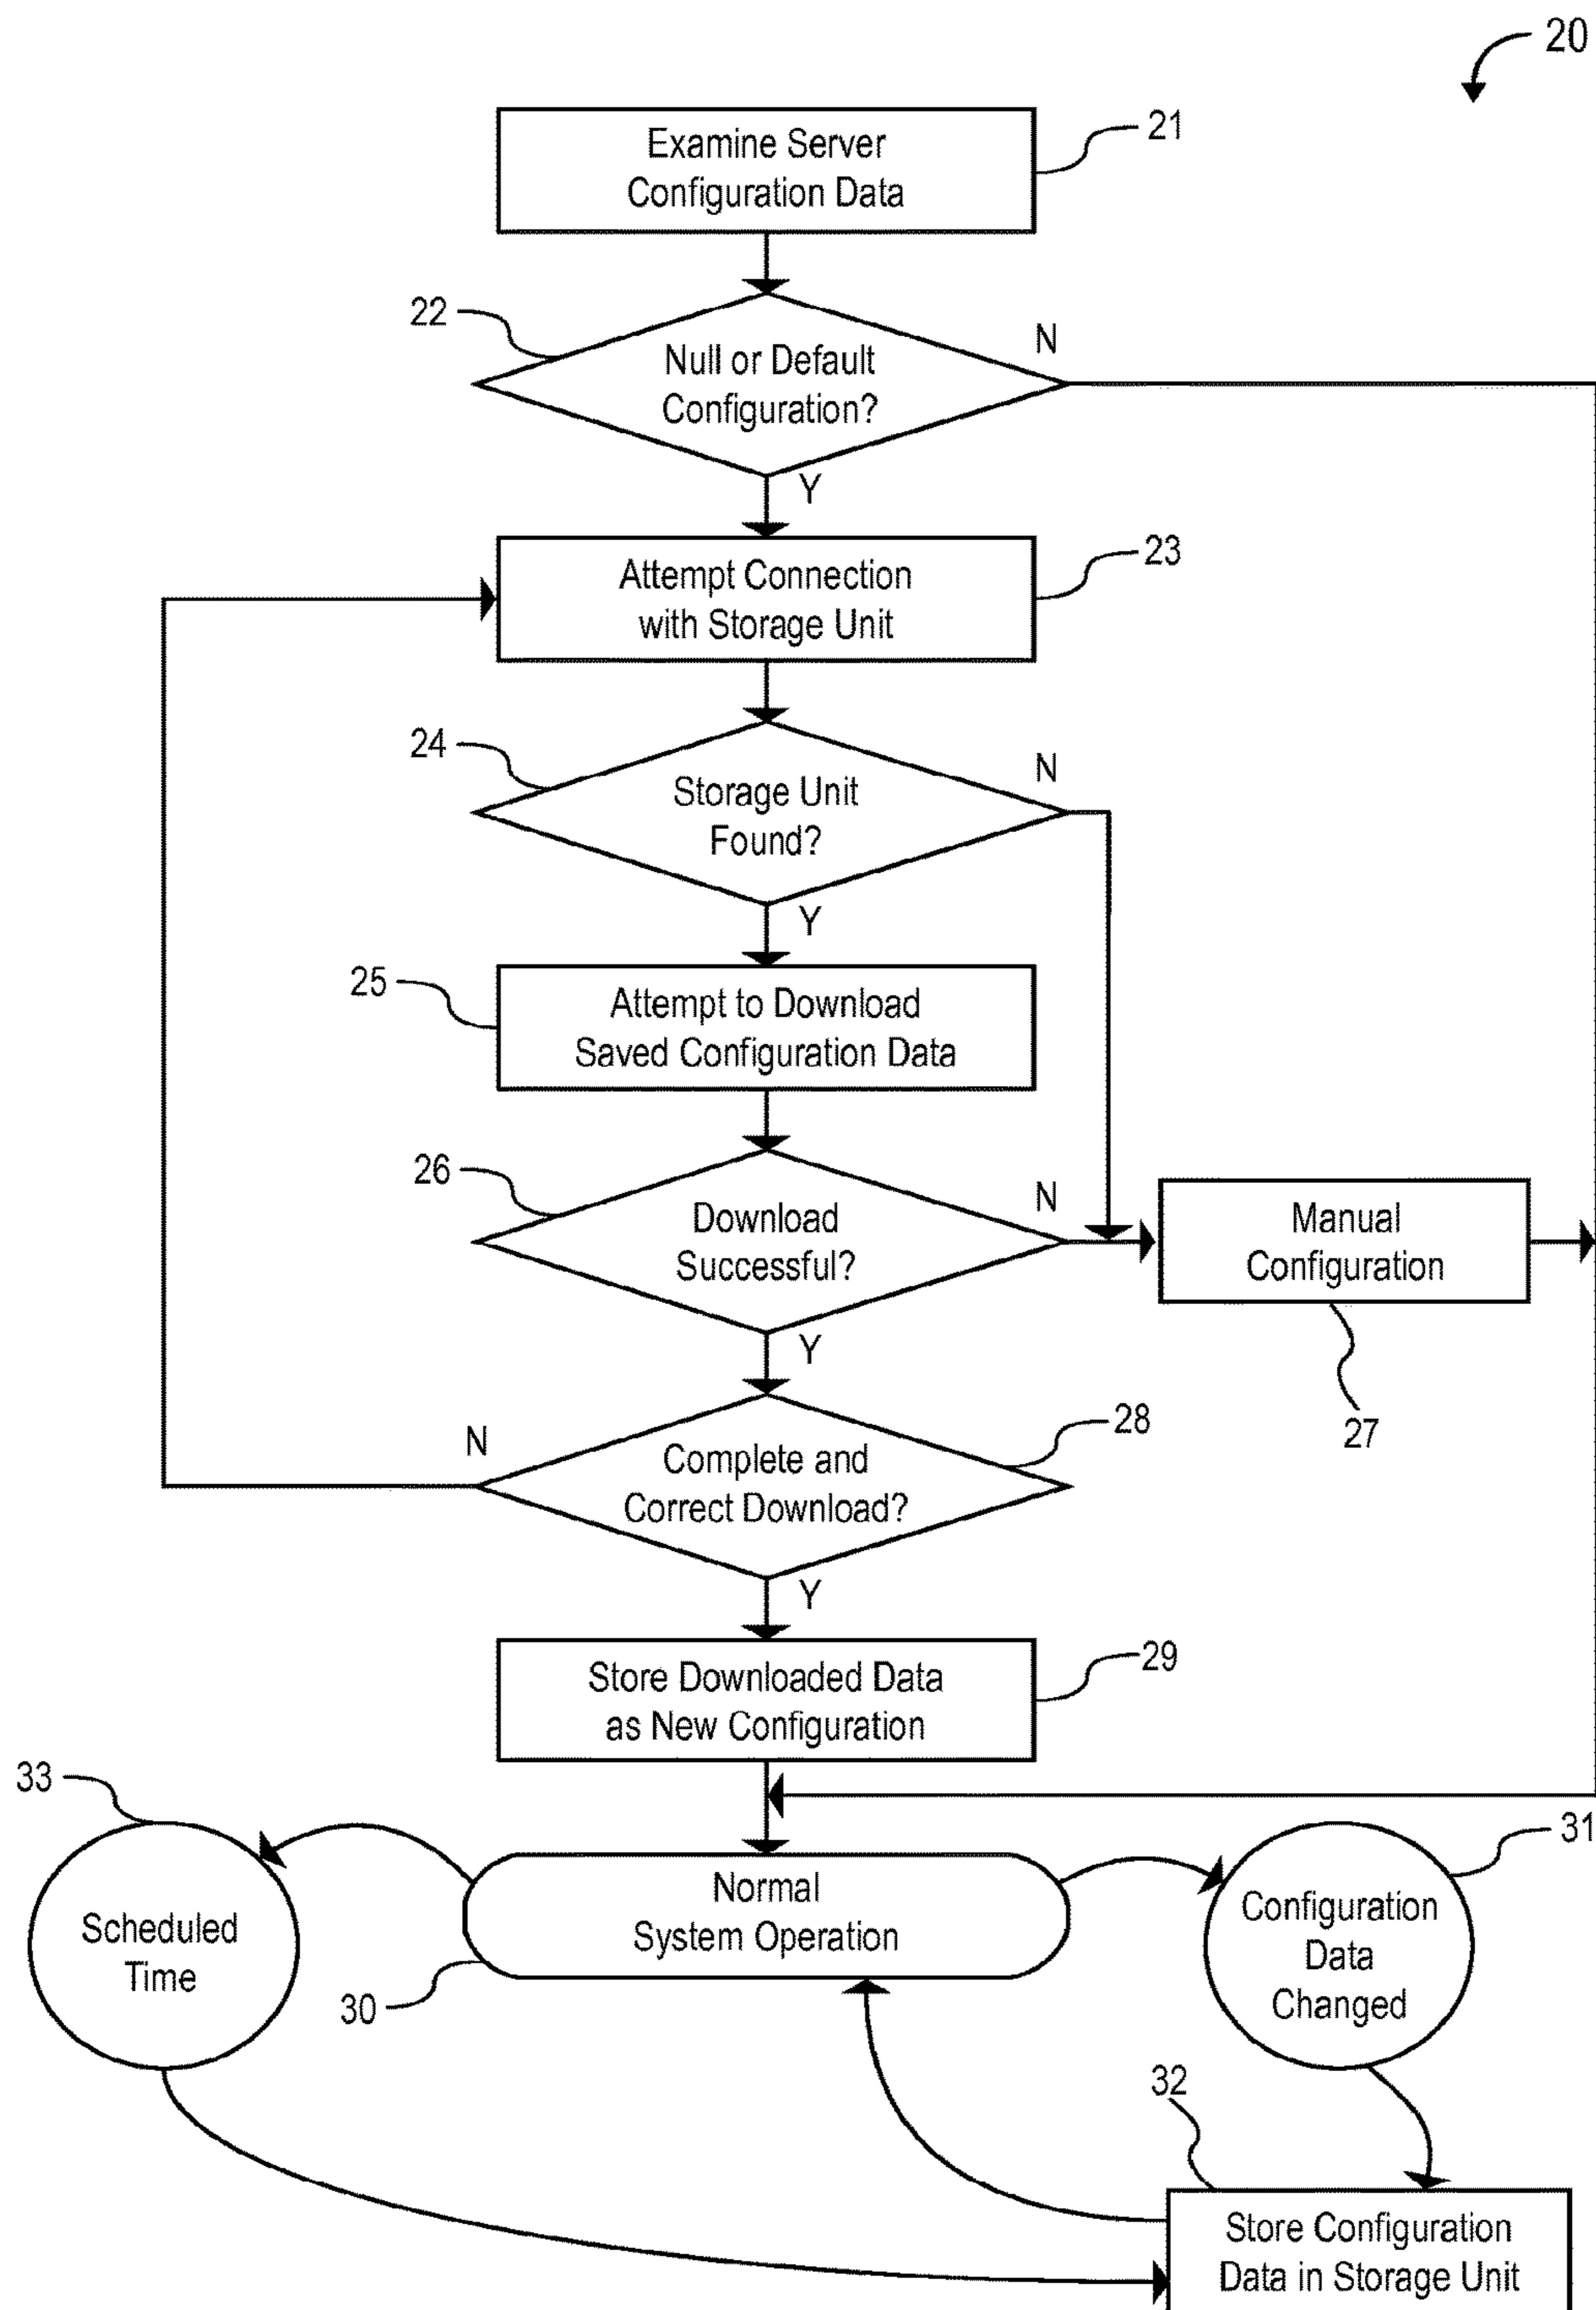 20
Examine Server
Configuration Data
21
22
Null or Default
Configuration?
N
Y
Attempt Connection
with Storage Unit
23
24
Storage Unit
Found?
N
Y
25
Attempt to Download
Saved Configuration Data
26
Download
Successful?
N
Manual
Configuration
27
Y
28
N
Complete and
Correct Download?
Y
Store Downloaded Data
as New Configuration
29
33
Scheduled
Time
Normal
System Operation
30
31
Configuration
Data
Changed
32
Store Configuration
Data in Storage Unit